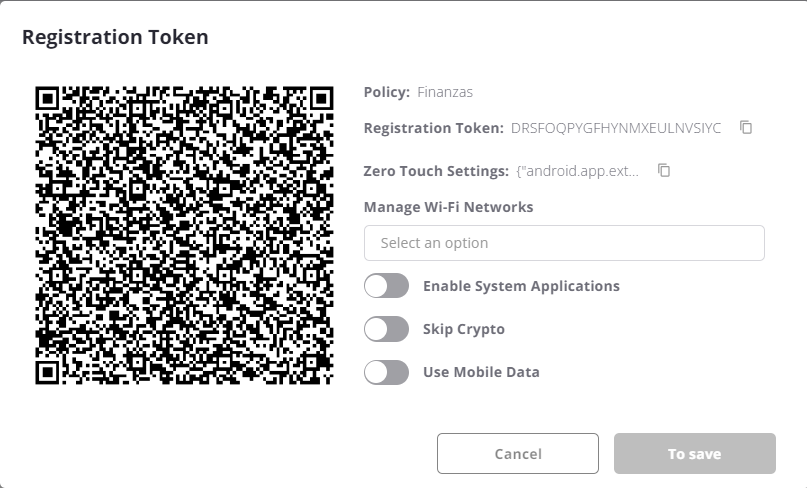 Registration Token
Policy: Finanzas
Registration Token: DRSFOQPYGFHYNMXEULNVSIYC
Zero Touch Settings: {"android.app.ext...
Manage Wi-Fi Networks
Select an option
Enable System Applications
Skip Crypto
Use Mobile Data
Cancel
To save